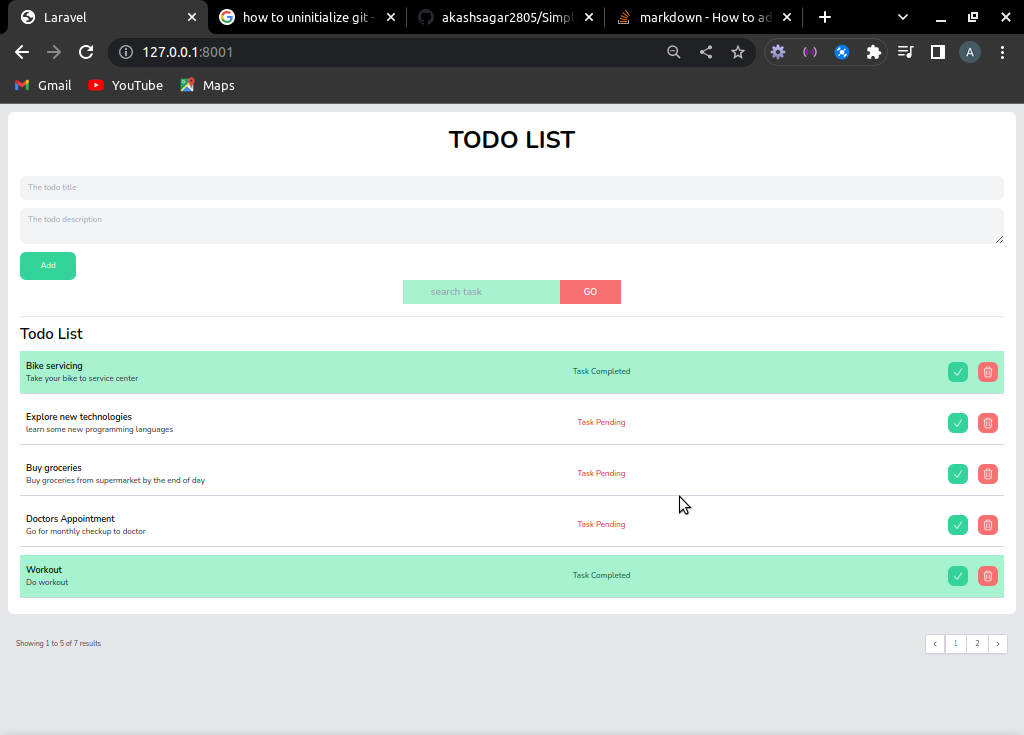 Laravel
how to uninitialize git -
akashsagar2805/Simpl
markdown - How to ad
127.0.0.1:8001
A
Gmail
YouTube
Maps
TODO LIST
The todo title
The todo description
Add
search task
GO
Todo List
Bike servicing
Take your bike to service center
Task Completed
Explore new technologies
learn some new programming languages
Task Pending
Buy groceries
Buy groceries from supermarket by the end of day
Task Pending
Doctors Appointment
Go for monthly checkup to doctor
Task Pending
Workout
Do workout
Task Completed
Showing 1 to 5 of 7 results
‹ 1 2 ›